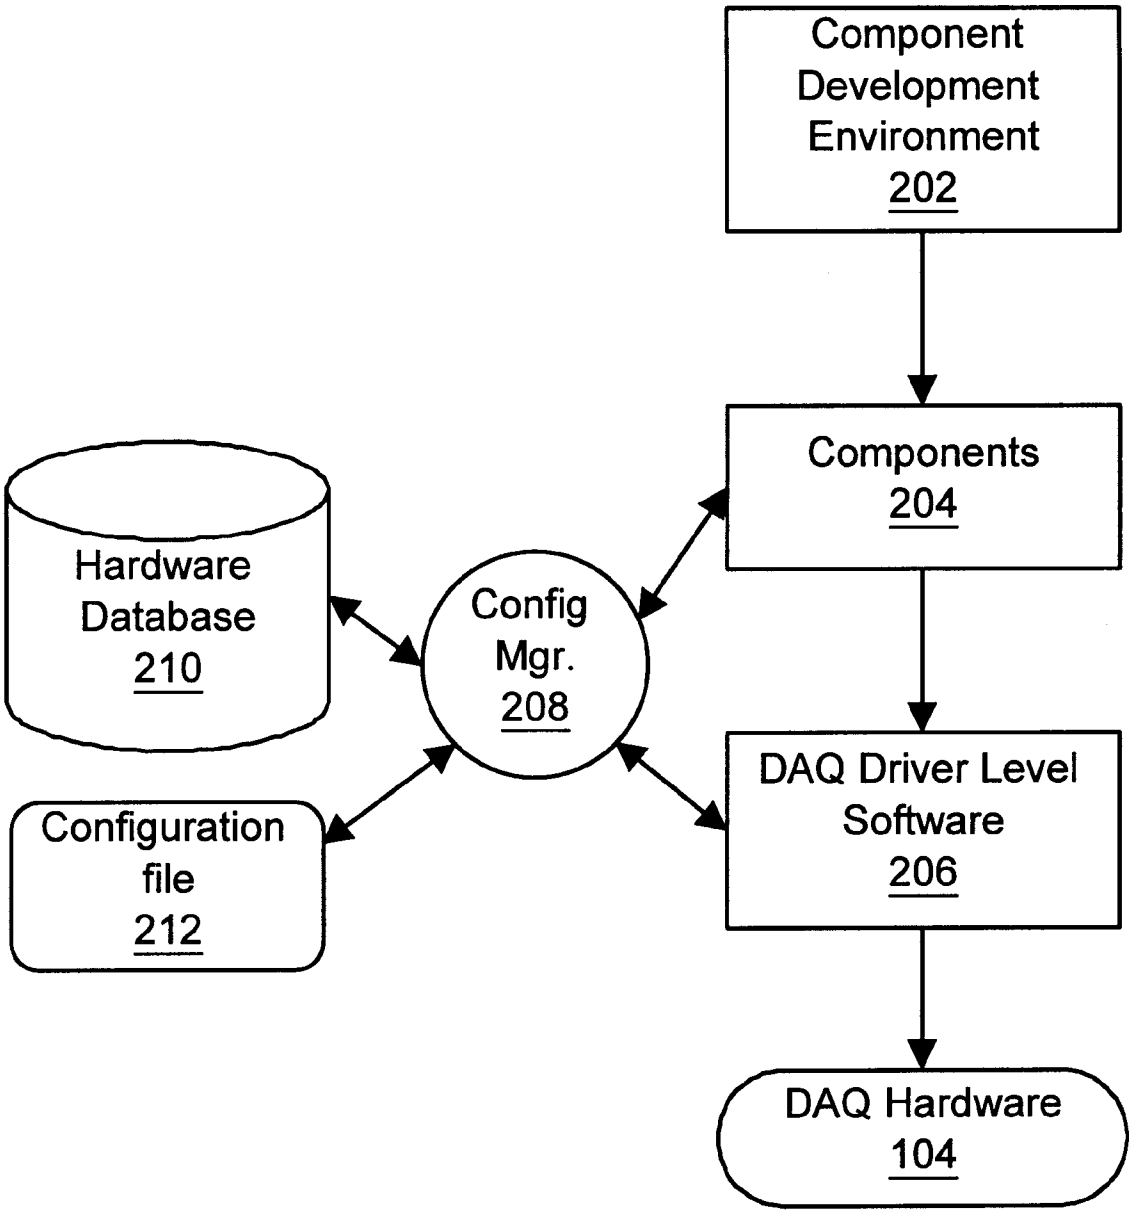 Component
Development
Environment
202
Components
204
Hardware
Database
210
Config
Mgr.
208
DAQ Driver Level
Software
206
Configuration
file
212
DAQ Hardware
104